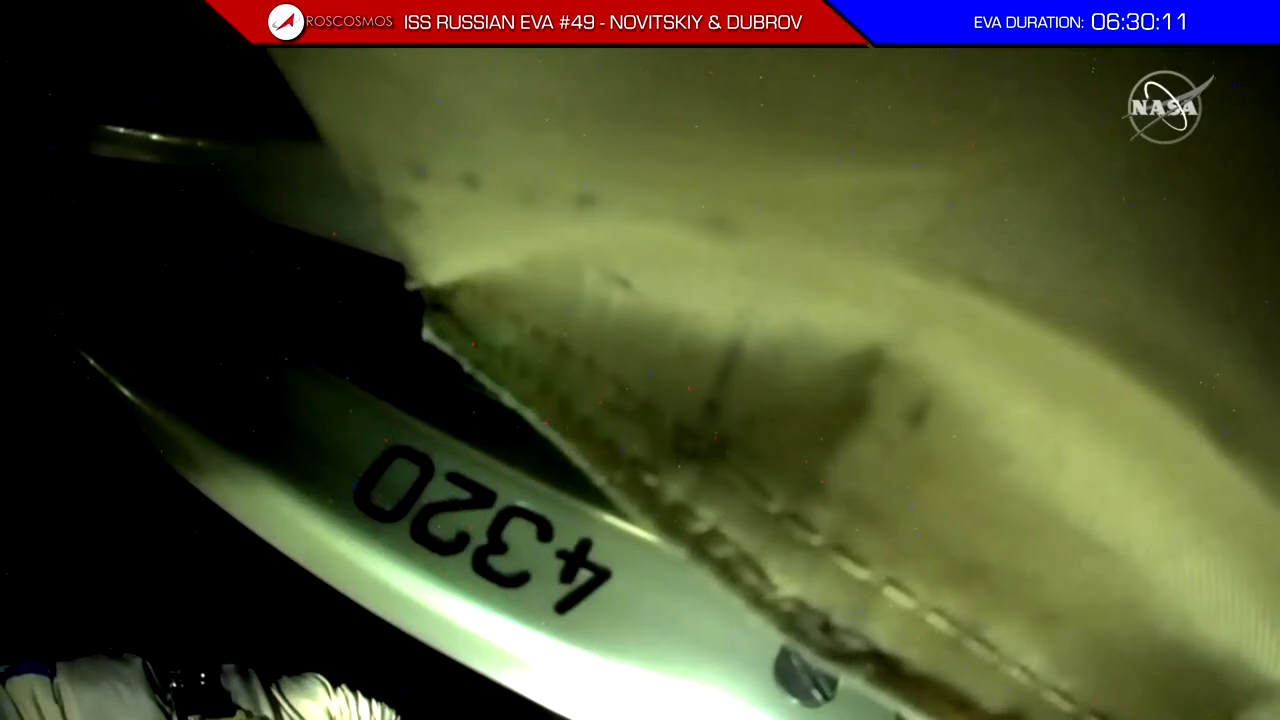 ROSCOSMOS ISS RUSSIAN EVA #49 - NOVITSKIY & DUBROV
EVA DURATION: 06:30:11
NASA
4320